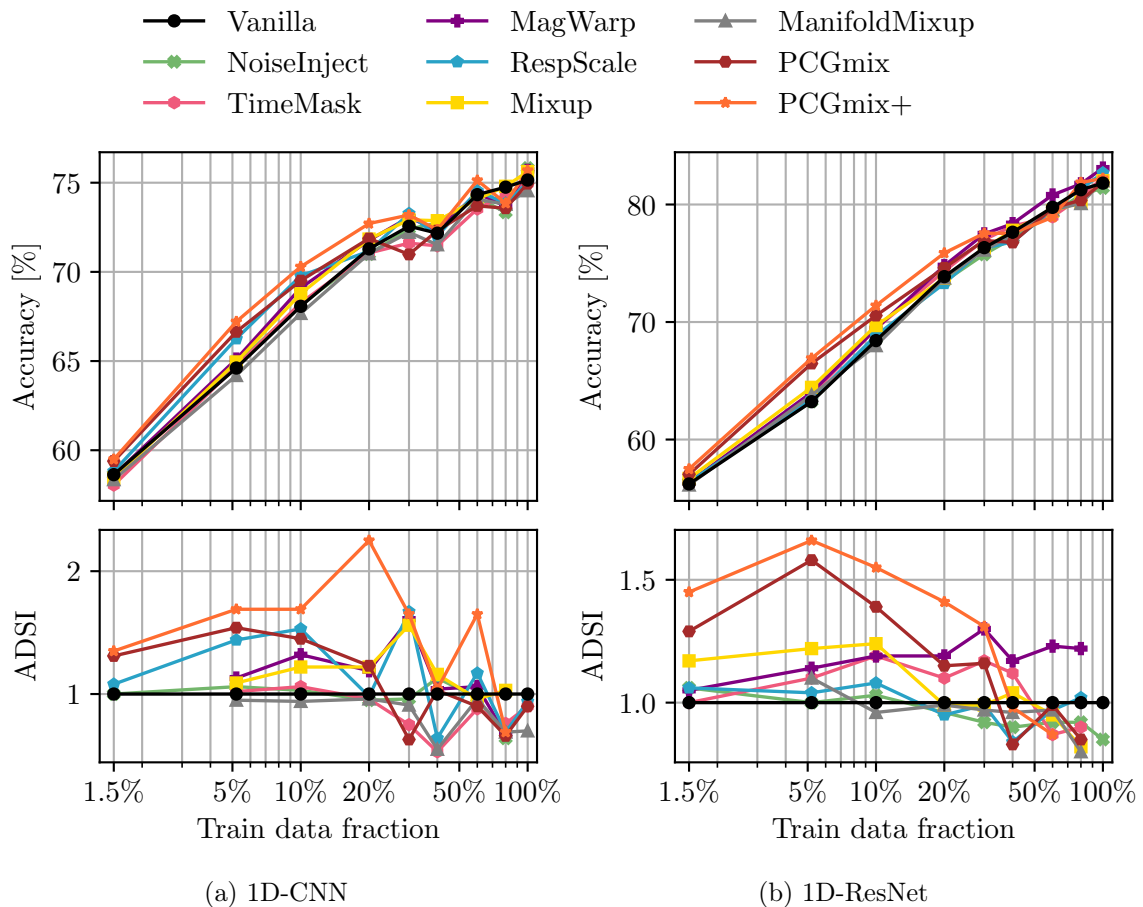 Vanilla MagWarp ManifoldMixup
NoiseInject RespScale PCGmix
TimeMask Mixup PCGmix+
75
70
65
60
Accuracy [%]
80
70
60
Accuracy [%]
2
1
ADSI
1.5% 5% 10% 20% 50% 100%
Train data fraction
1.5
1.0
ADSI
1.5% 5% 10% 20% 50% 100%
Train data fraction
(a) 1D-CNN
(b) 1D-ResNet